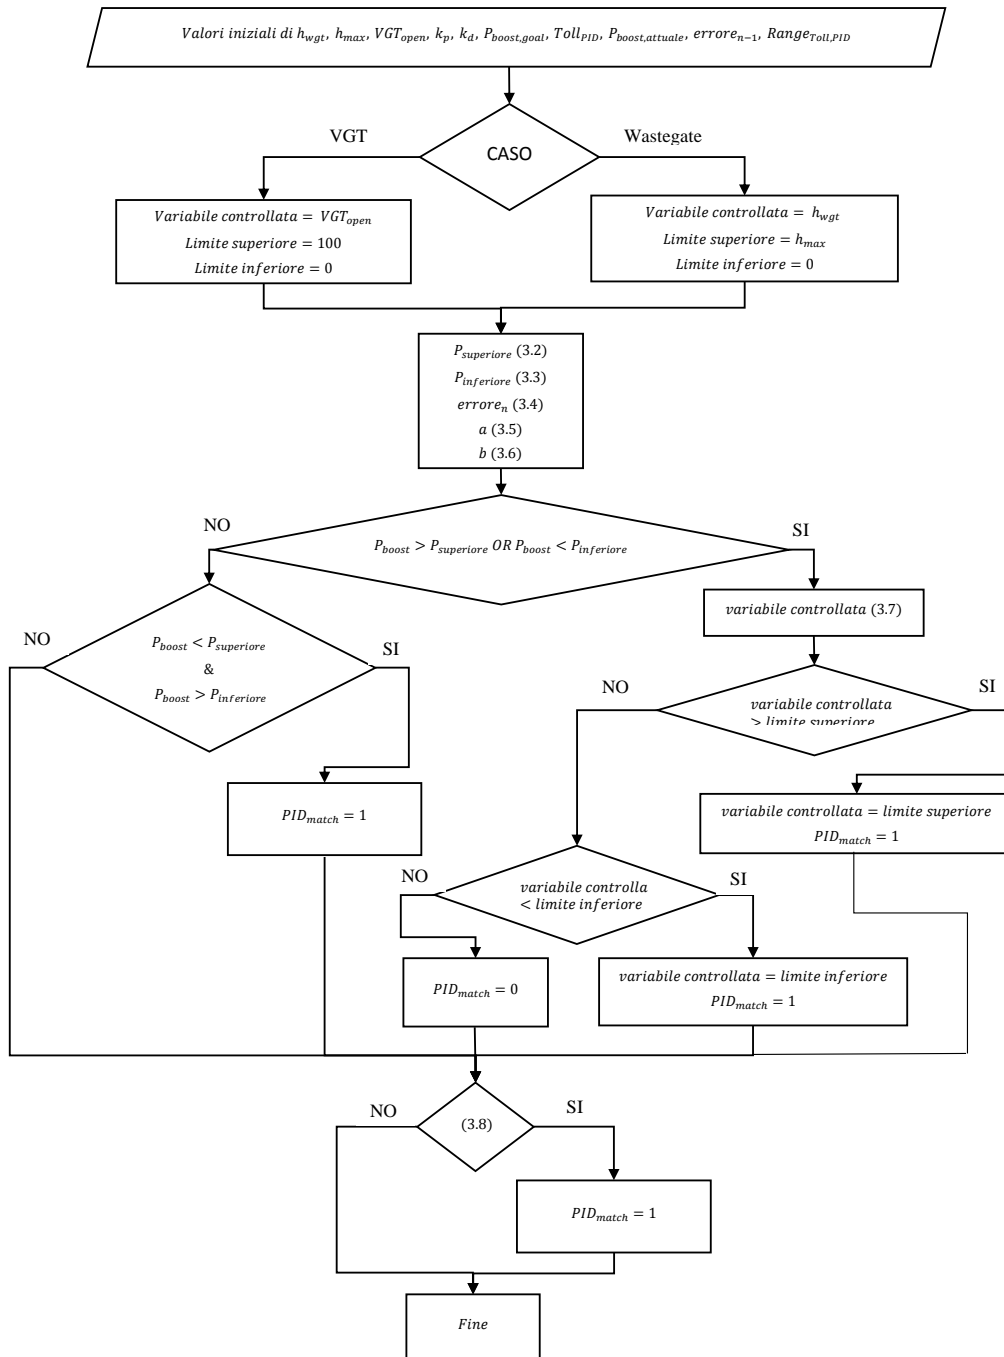 Valori iniziali di h_wgt, h_max, VGT_open, k_p, k_d, P_boost,goal, Toll_PID, P_boost,attuale, errore_n−1, Range_Toll,PID
CASO
VGT
Wastegate
Variabile controllata = VGT_open
Limite superiore = 100
Limite inferiore = 0
Variabile controllata = h_wgt
Limite superiore = h_max
Limite inferiore = 0
P_superiore (3.2)
P_inferiore (3.3)
errore_n (3.4)
a (3.5)
b (3.6)
NO
P_boost > P_superiore OR P_boost < P_inferiore
SI
NO
P_boost < P_superiore
&
P_boost > P_inferiore
SI
variabile controllata (3.7)
NO
variabile controllata
> limite superiore
SI
PID_match = 1
variabile controllata = limite superiore
PID_match = 1
NO
variabile controlla
< limite inferiore
SI
PID_match = 0
variabile controllata = limite inferiore
PID_match = 1
NO
(3.8)
SI
PID_match = 1
Fine